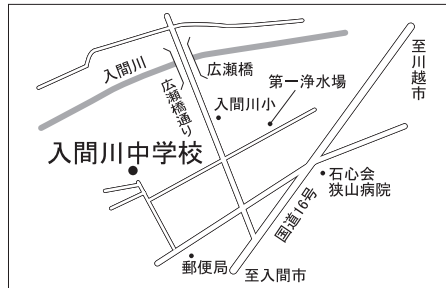 入間川
広瀬橋
広瀬橋通り
至川越市
第一浄水場
入間川小
入間川中学校
石心会
狭山病院
国道16号
郵便局
至入間市